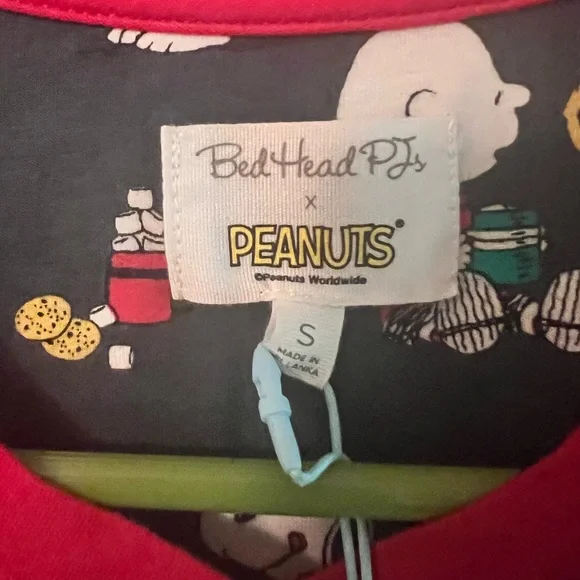 BedHead PJs
x
PEANUTS®
©Peanuts Worldwide
S
MADE IN
LANKA